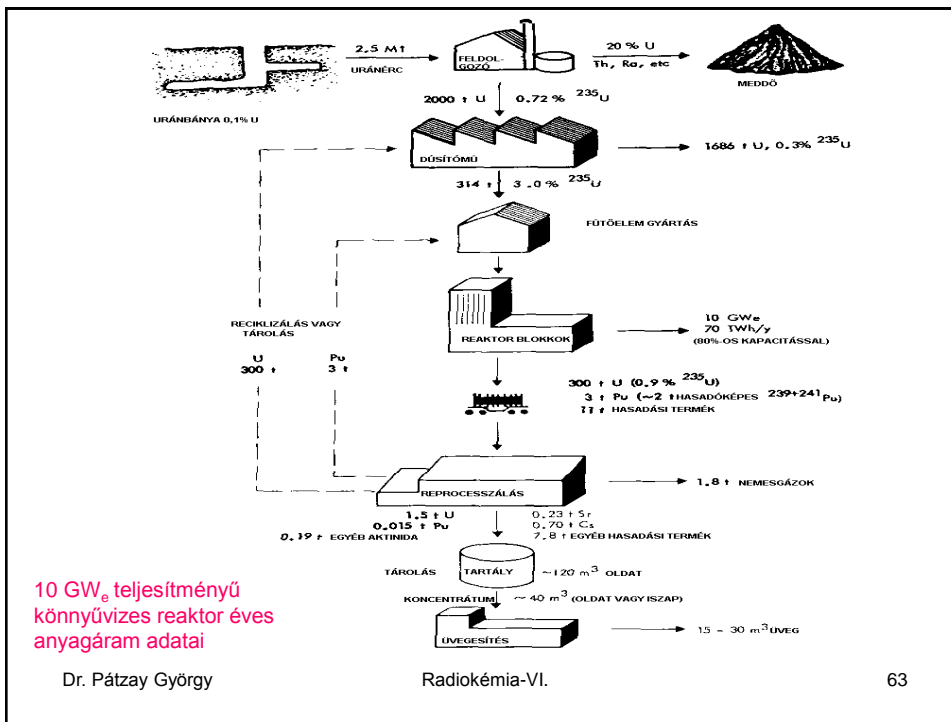 2,5 Mt
URÁNÉRC
FELDOL-
GOZÓ
20 % U
Th, Ra, etc
MEDDŐ
URÁNBÁNYA 0,1% U
2000 t U 0.72 % ²³⁵U
DÚSÍTÓMŰ
1686 t U, 0.3% ²³⁵U
314 t 3.0 % ²³⁵U
FŰTŐELEM GYÁRTÁS
RECIKLIZÁLÁS VAGY
TÁROLÁS
U
300 t
Pu
3 t
REAKTOR BLOKKOK
10 GWe
70 TWh/y
(80%-OS KAPACITÁSSAL)
300 t U (0.9 % ²³⁵U)
3 t Pu (~2 t HASADÓKÉPES ²³⁹⁺²⁴¹Pu)
11 t HASADÁSI TERMÉK
REPROCESSZÁLÁS
1.8 t NEMESGÁZOK
1.5 t U
0.015 t Pu
0.19 t EGYÉB AKTINIDA
0.23 t Sr
0.70 t Cs
7.8 t EGYÉB HASADÁSI TERMÉK
TÁROLÁS
TARTÁLY
~120 m³ OLDAT
KONCENTRÁTUM
~ 40 m³ (OLDAT VAGY ISZAP)
ÜVEGESÍTÉS
15 - 30 m³ ÜVEG
10 GWe teljesítményű
könnyűvizes reaktor éves
anyagáram adatai
Dr. Pátzay György
Radiokémia-VI.
63